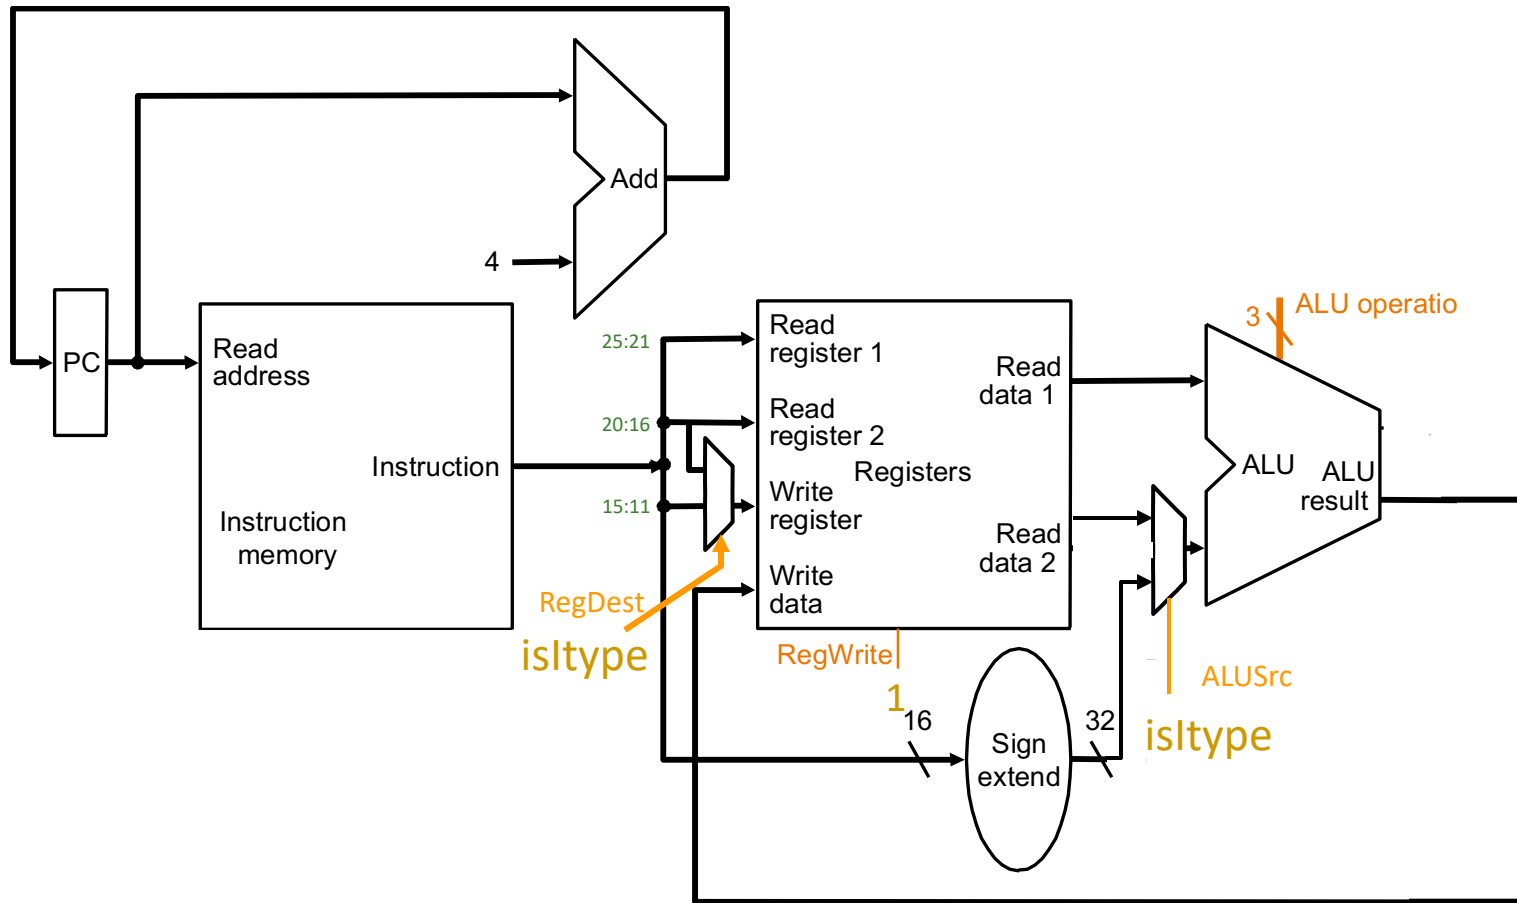 Add
4
PC
Read
address
Instruction
Instruction
memory
25:21
20:16
15:11
RegDest
isItype
Read
register 1
Read
register 2
Write
register
Write
data
Registers
Read
data 1
Read
data 2
RegWrite
1
16
Sign
extend
32
3
ALU operatio
ALU
ALU
result
ALUSrc
isItype